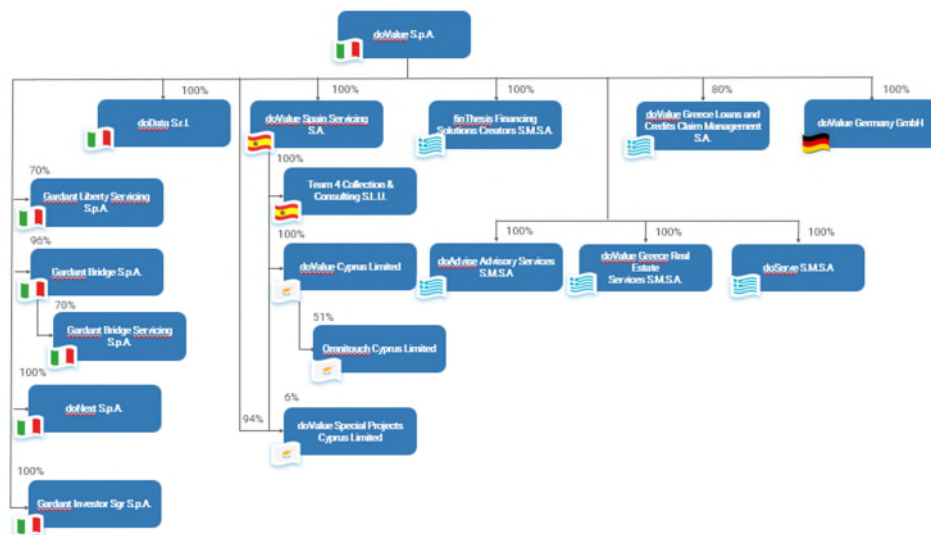 doValue S.p.A.
100%
100%
100%
80%
100%
doData S.r.l.
doValue Spain Servicing
S.A.
finThesis Financing
Solutions Creators S.M.S.A.
doValue Greece Loans and
Credits Claim Management
S.A.
doValue Germany GmbH
70%
Gardant Liberty Servicing
S.p.A.
100%
Team 4 Collection &
Consulting S.L.U.
96%
Gardant Bridge S.p.A.
100%
doValue Cyprus Limited
100%
doAdvise Advisory Services
S.M.S.A
100%
doValue Greece Real
Estate
Services S.M.S.A.
100%
doServe S.M.S.A
70%
Gardant Bridge Servicing
S.p.A.
51%
Omnitouch Cyprus Limited
100%
doNext S.p.A.
94%
6%
doValue Special Projects
Cyprus Limited
100%
Gardant Investor Sgr S.p.A.